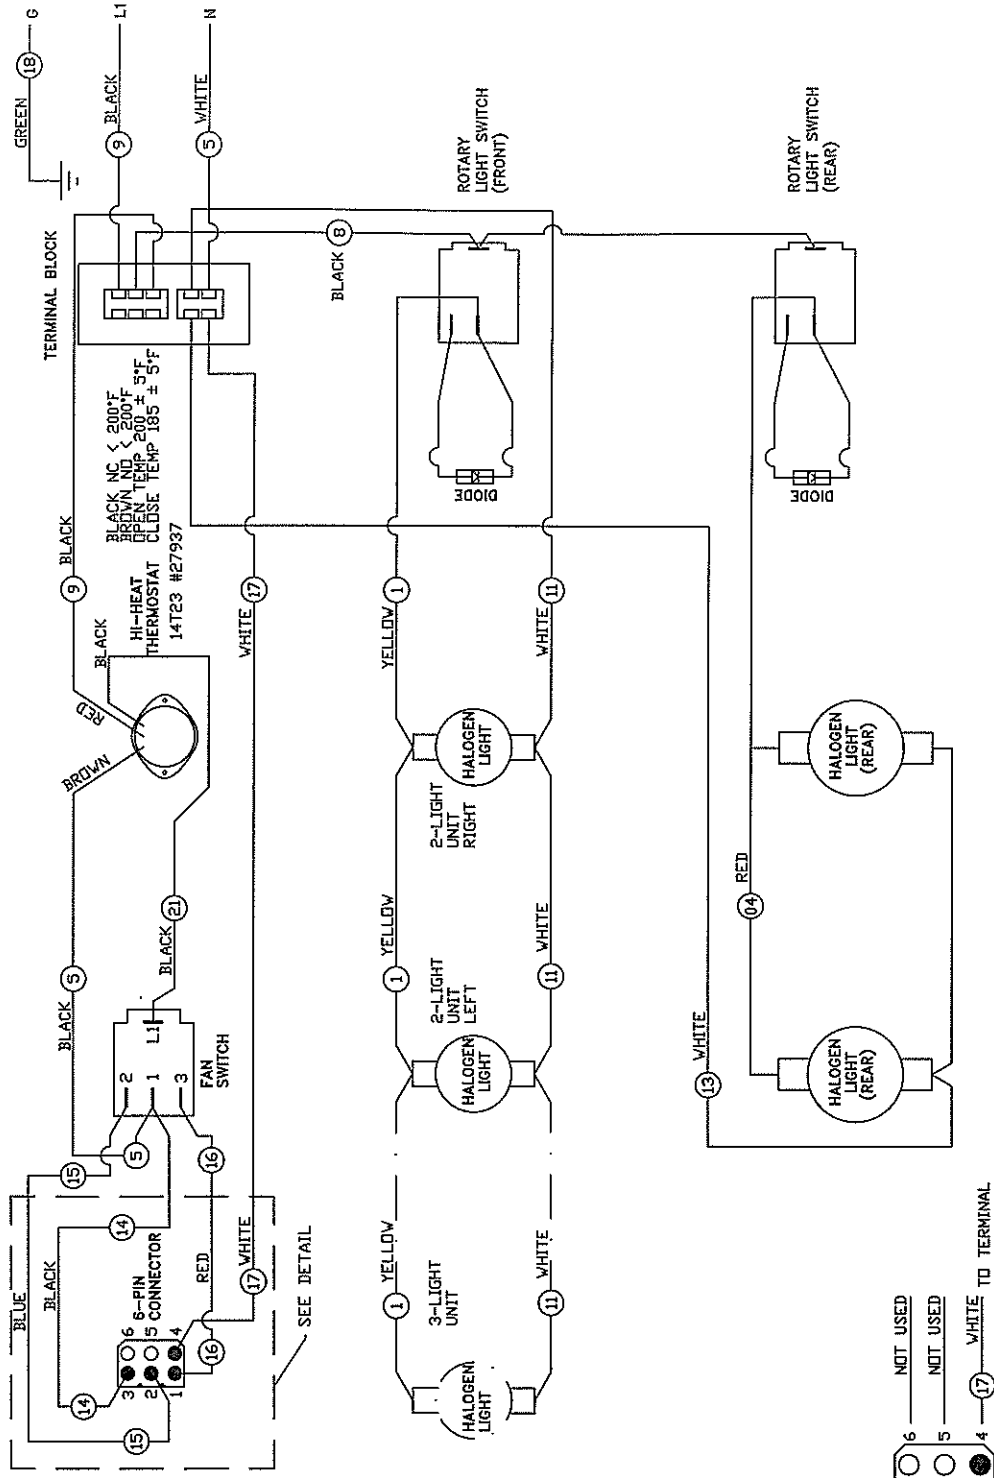 G
18
GREEN
L1
BLACK
9
N
WHITE
5
TERMINAL BLOCK
BLACK
8
ROTARY
LIGHT SWITCH
(FRONT)
ROTARY
LIGHT SWITCH
(REAR)
BLACK NC < 200°F
BROWN NO < 200°F
OPEN TEMP 200 ± 5°F
CLOSE TEMP 185 ± 5°F
HI-HEAT
THERMOSTAT
14T23 #27937
BLACK
9
BLACK
RED
BROWN
17
WHITE
DIODE
DIODE
1
YELLOW
11
WHITE
HALOGEN
LIGHT
2-LIGHT
UNIT
RIGHT
HALOGEN
LIGHT
(REAR)
5
BLACK
21
BLACK
L1
2
1
3
FAN
SWITCH
YELLOW
1
WHITE
11
2-LIGHT
UNIT
LEFT
HALOGEN
LIGHT
RED
04
WHITE
13
HALOGEN
LIGHT
(REAR)
15
5
16
BLUE
14
BLACK
RED
WHITE
17
16
6-PIN
CONNECTOR
6
5
4
3
2
1
14
15
SEE DETAIL
YELLOW
1
WHITE
11
3-LIGHT
UNIT
HALOGEN
LIGHT
6
NOT USED
5
NOT USED
4
17
WHITE
TO TERMINAL